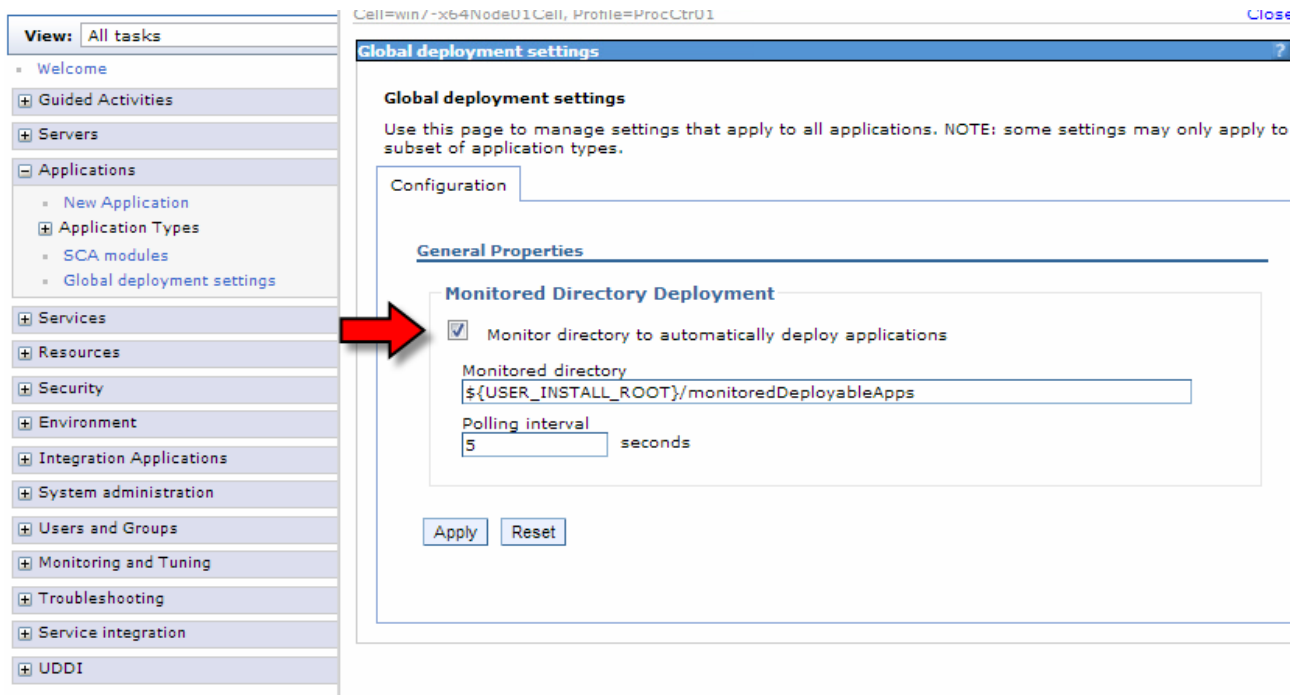 Cell=win7-x64Node01Cell, Profile=ProcCtr01
Close
View: All tasks
Welcome
Guided Activities
Servers
Applications
New Application
Application Types
SCA modules
Global deployment settings
Services
Resources
Security
Environment
Integration Applications
System administration
Users and Groups
Monitoring and Tuning
Troubleshooting
Service integration
UDDI
Global deployment settings ?
Global deployment settings
Use this page to manage settings that apply to all applications. NOTE: some settings may only apply to
subset of application types.
Configuration
General Properties
Monitored Directory Deployment
Monitor directory to automatically deploy applications
Monitored directory
${USER_INSTALL_ROOT}/monitoredDeployableApps
Polling interval
5 seconds
Apply Reset